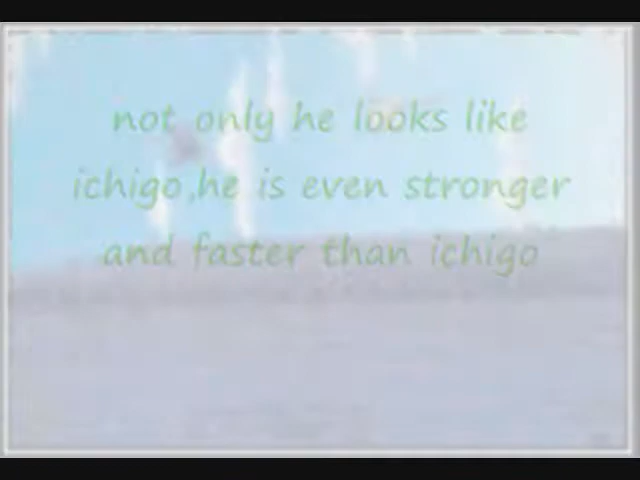 not only he looks like
ichigo,he is even stronger
and faster than ichigo